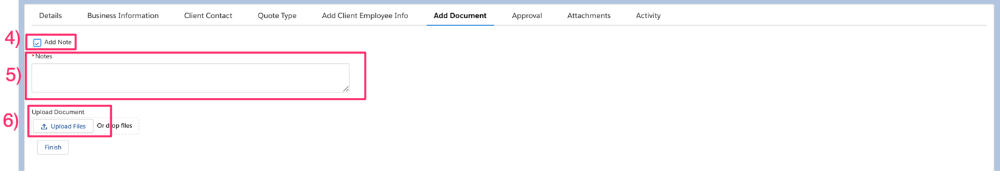 Details Business Information Client Contact Quote Type Add Client Employee Info Add Document Approval Attachments Activity
4) Add Note
*Notes
5)
Upload Document
6) Upload Files Or drop files
Finish